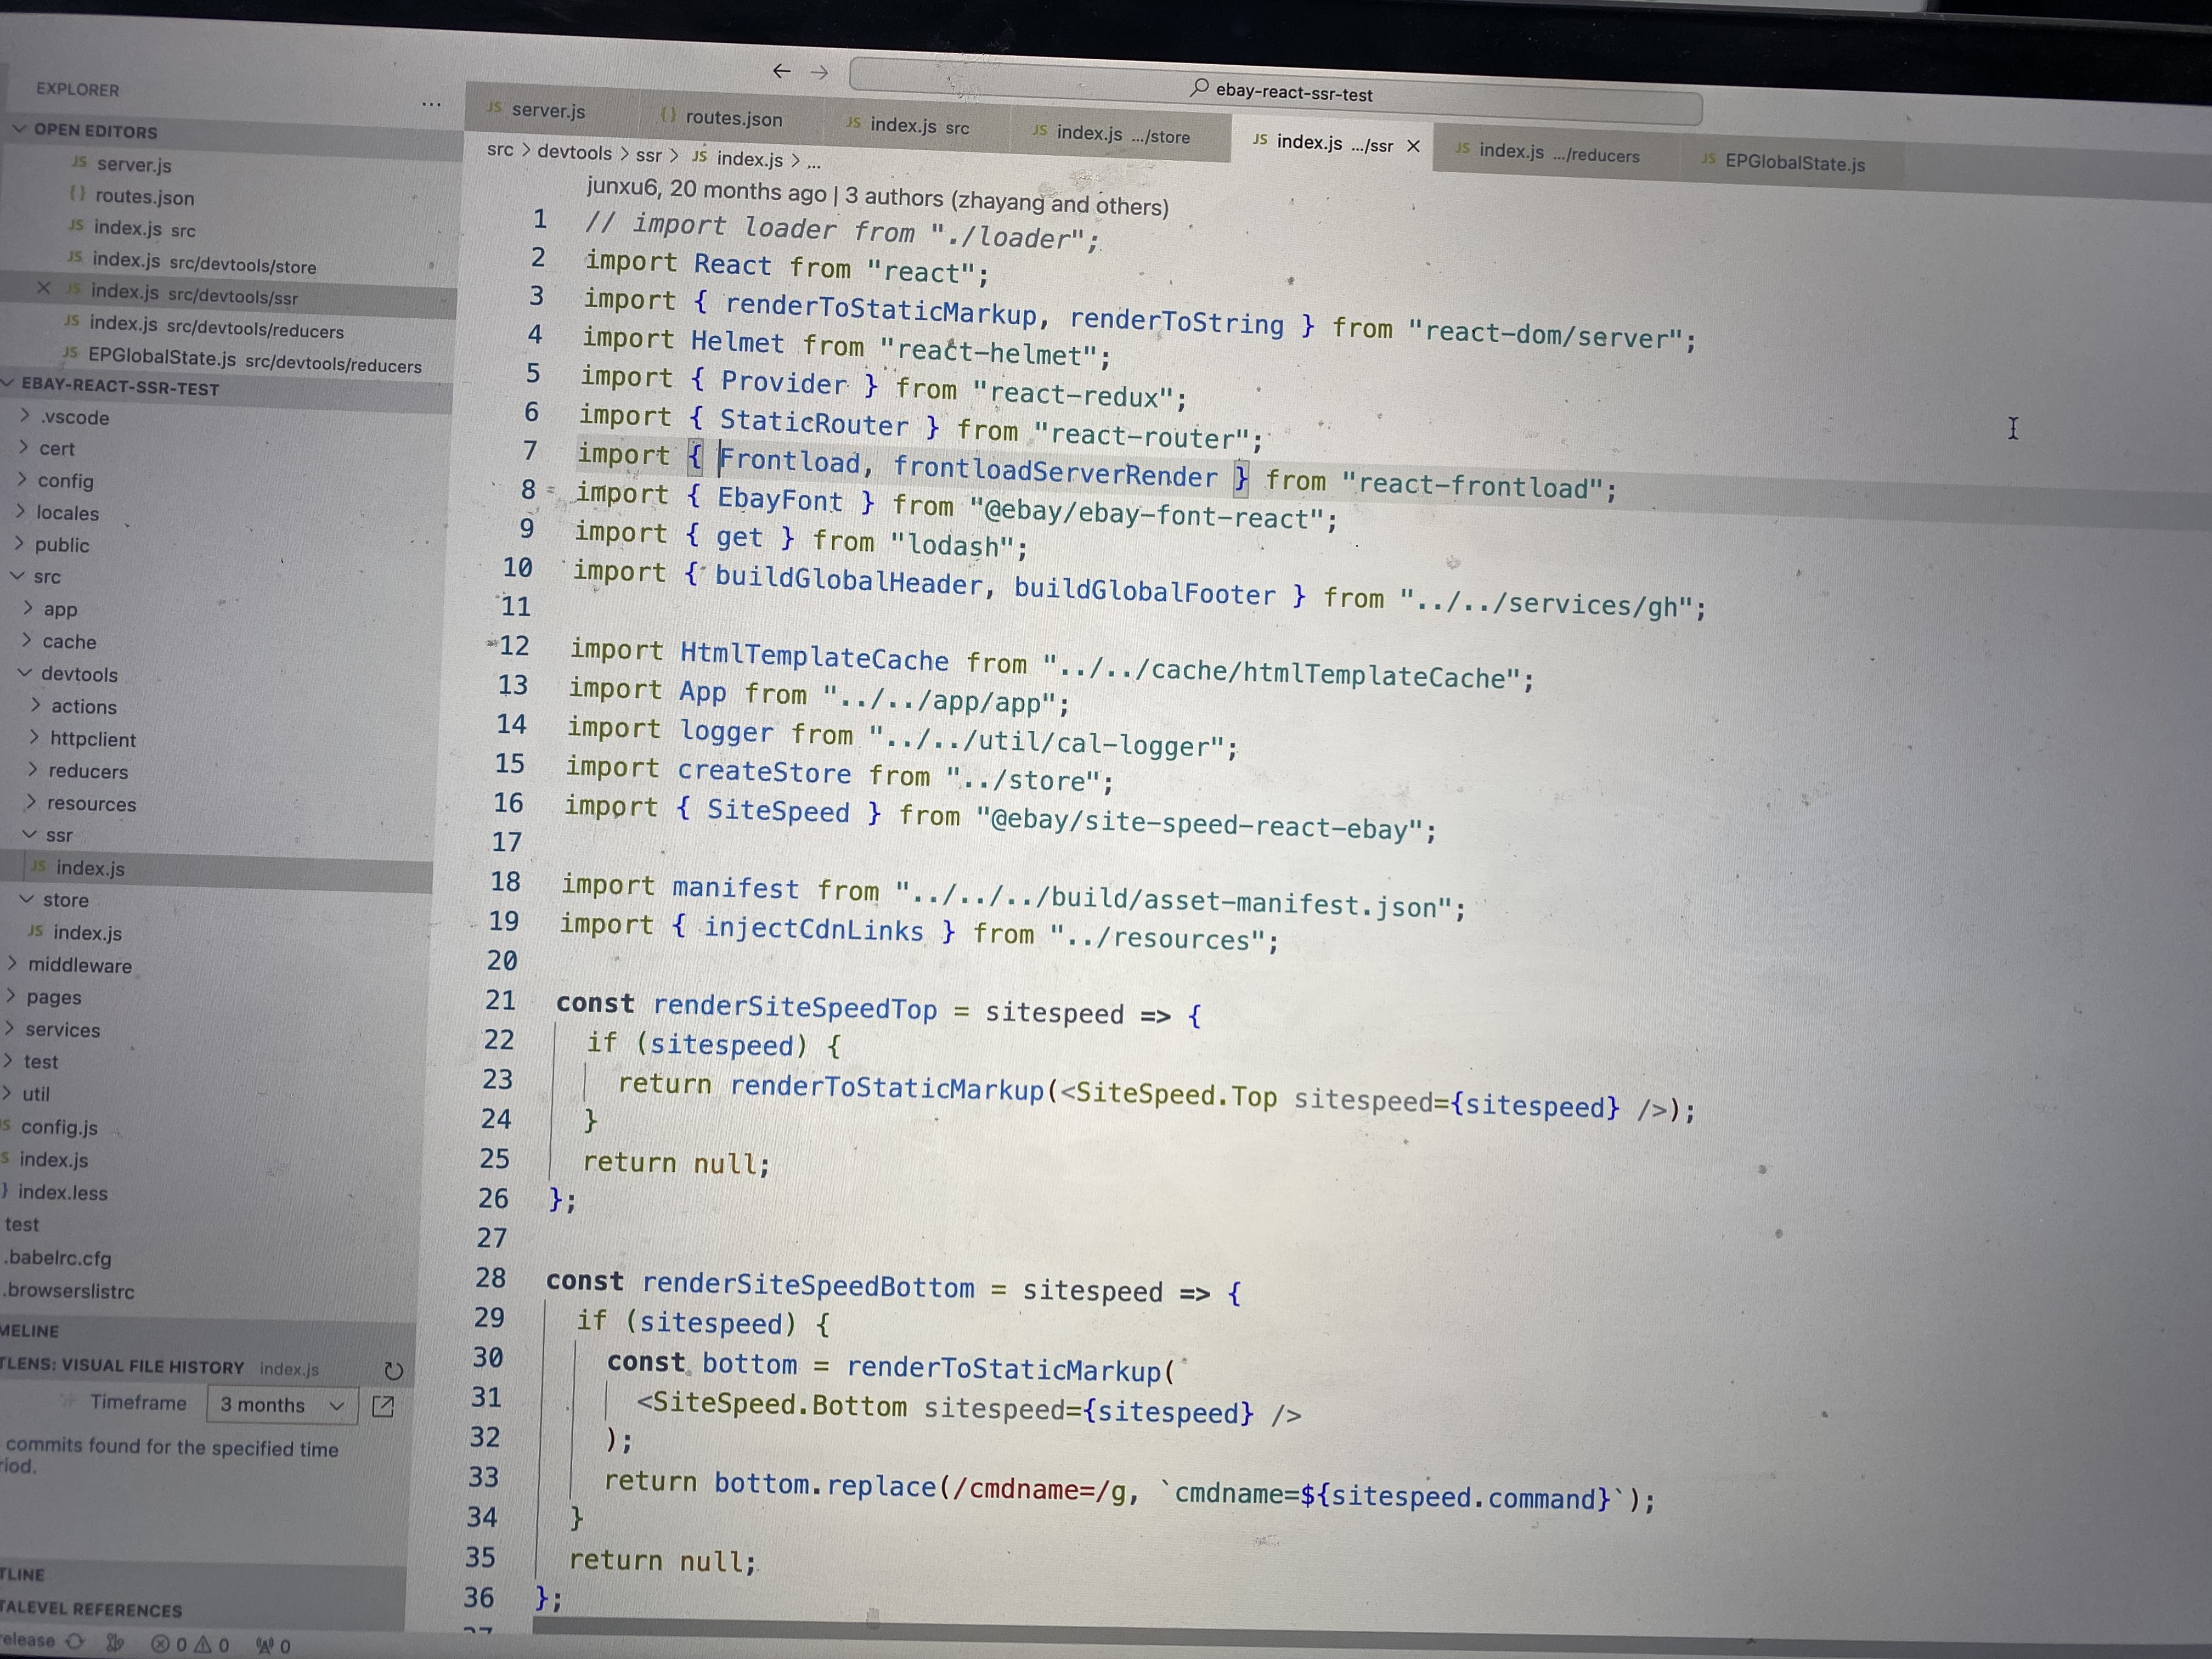 ebay-react-ssr-test
EXPLORER
OPEN EDITORS
JS server.js
{} routes.json
JS index.js src
JS index.js src/devtools/store
JS index.js src/devtools/ssr
JS index.js src/devtools/reducers
JS EPGlobalState.js src/devtools/reducers
EBAY-REACT-SSR-TEST
.vscode
cert
config
locales
public
src
app
cache
devtools
actions
httpclient
reducers
resources
ssr
JS index.js
store
JS index.js
middleware
pages
services
test
util
S config.js
S index.js
} index.less
test
.babelrc.cfg
.browserslistrc
MELINE
TLENS: VISUAL FILE HISTORY index.js
Timeframe 3 months
commits found for the specified time
riod.
TLINE
TALEVEL REFERENCES
elease 0 0 0
JS server.js {} routes.json JS index.js src JS index.js .../store JS index.js .../ssr JS index.js .../reducers JS EPGlobalState.js
src > devtools > ssr > JS index.js > ...
junxu6, 20 months ago | 3 authors (zhayang and others)
1 // import loader from "./loader";
2 import React from "react";
3 import { renderToStaticMarkup, renderToString } from "react-dom/server";
4 import Helmet from "react-helmet";
5 import { Provider } from "react-redux";
6 import { StaticRouter } from "react-router";
7 import { Frontload, frontloadServerRender } from "react-frontload";
8 import { EbayFont } from "@ebay/ebay-font-react";
9 import { get } from "lodash";
10 import { buildGlobalHeader, buildGlobalFooter } from "../../services/gh";
11
12 import HtmlTemplateCache from "../../cache/htmlTemplateCache";
13 import App from "../../app/app";
14 import logger from "../../util/cal-logger";
15 import createStore from "../store";
16 import { SiteSpeed } from "@ebay/site-speed-react-ebay";
17
18 import manifest from "../../../build/asset-manifest.json";
19 import { injectCdnLinks } from "../resources";
20
21 const renderSiteSpeedTop = sitespeed => {
22 if (sitespeed) {
23 return renderToStaticMarkup(<SiteSpeed.Top sitespeed={sitespeed} />);
24 }
25 return null;
26 };
27
28 const renderSiteSpeedBottom = sitespeed => {
29 if (sitespeed) {
30 const bottom = renderToStaticMarkup(
31 <SiteSpeed.Bottom sitespeed={sitespeed} />
32 );
33 return bottom.replace(/cmdname=/g, `cmdname=${sitespeed.command}`);
34 }
35 return null;
36 };